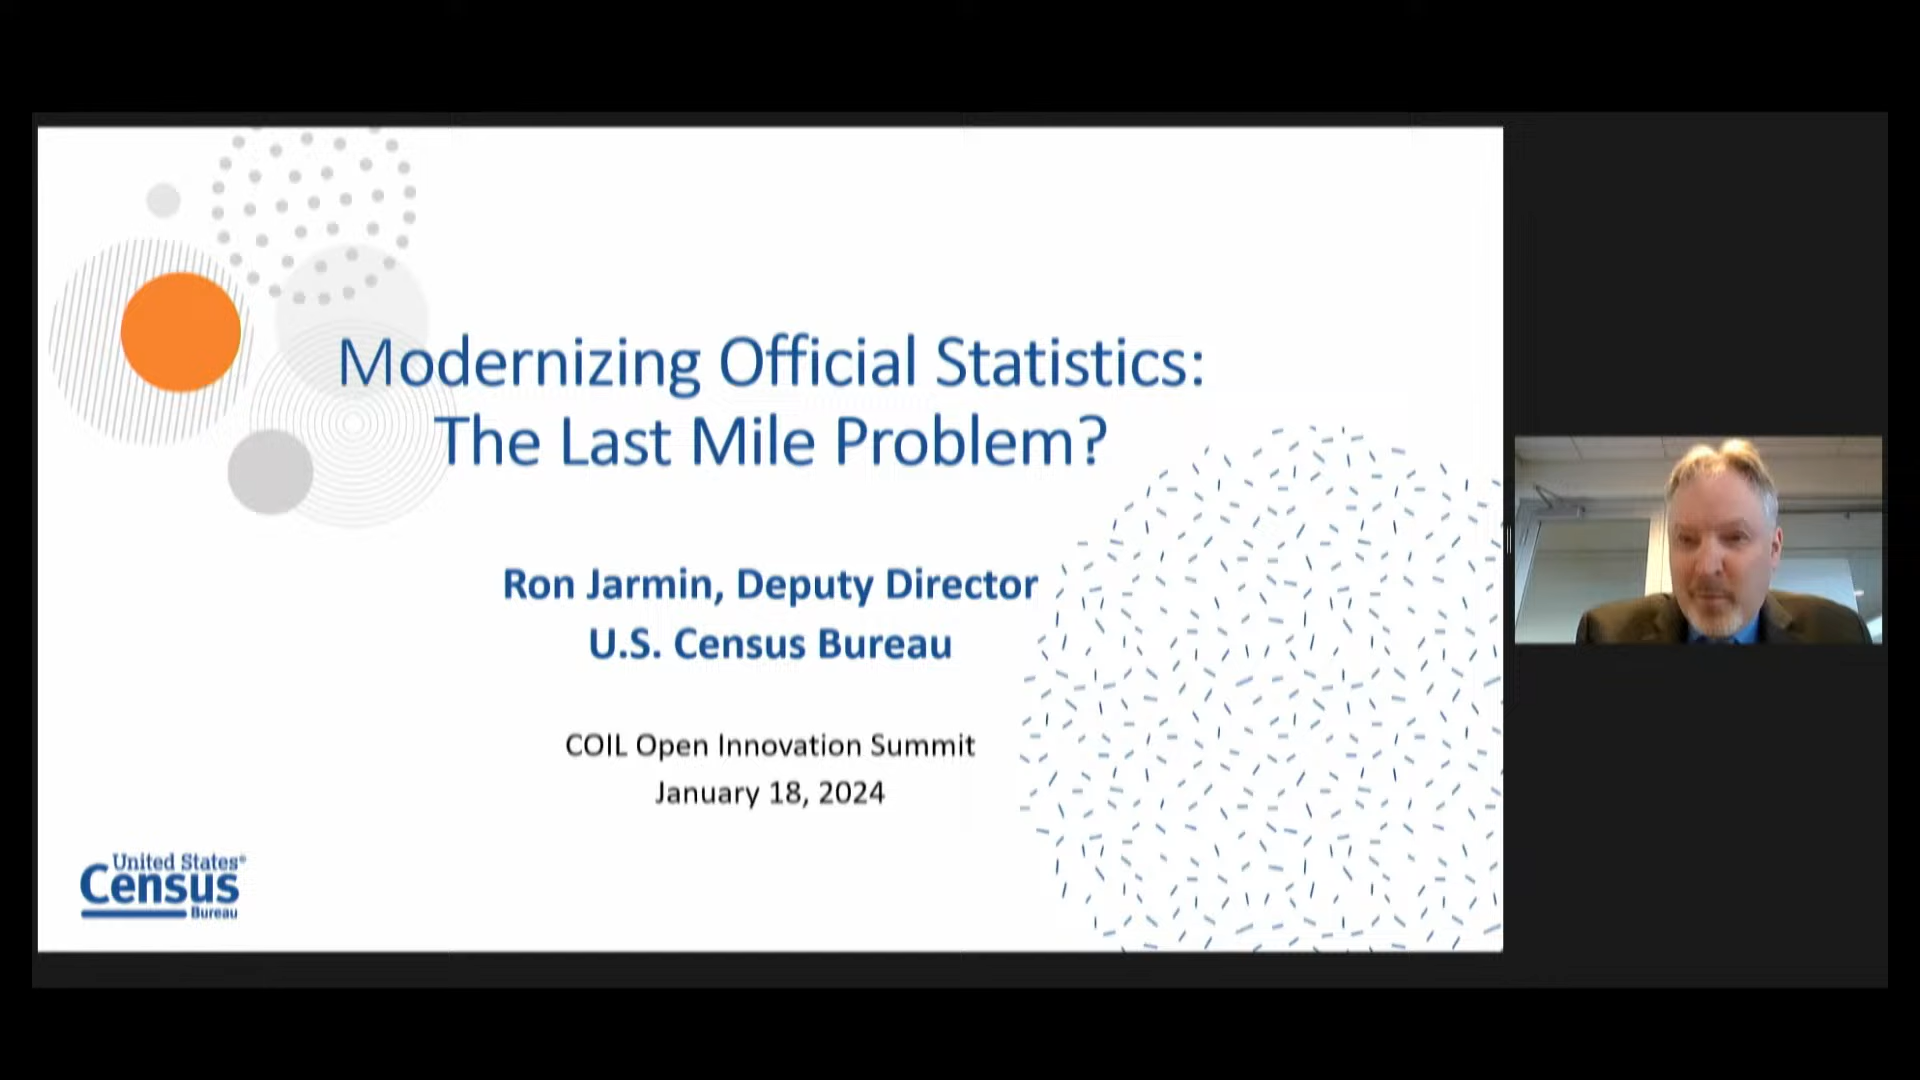 Modernizing Official Statistics:
The Last Mile Problem?
Ron Jarmin, Deputy Director
U.S. Census Bureau
COIL Open Innovation Summit
January 18, 2024
United States®
Census
Bureau